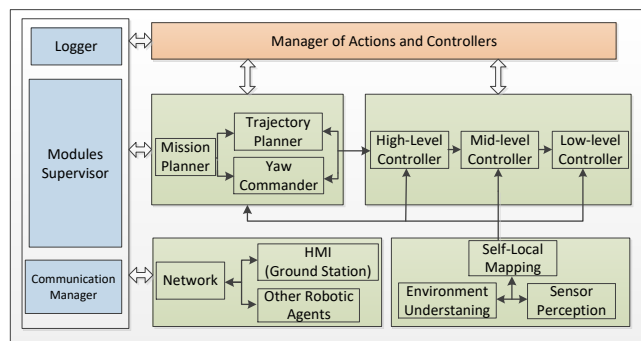 Logger
Manager of Actions and Controllers
Modules
Supervisor
Mission
Planner
Trajectory
Planner
Yaw
Commander
High-Level
Controller
Mid-level
Controller
Low-level
Controller
Communication
Manager
Network
HMI
(Ground Station)
Other Robotic
Agents
Self-Local
Mapping
Environment
Understaning
Sensor
Perception